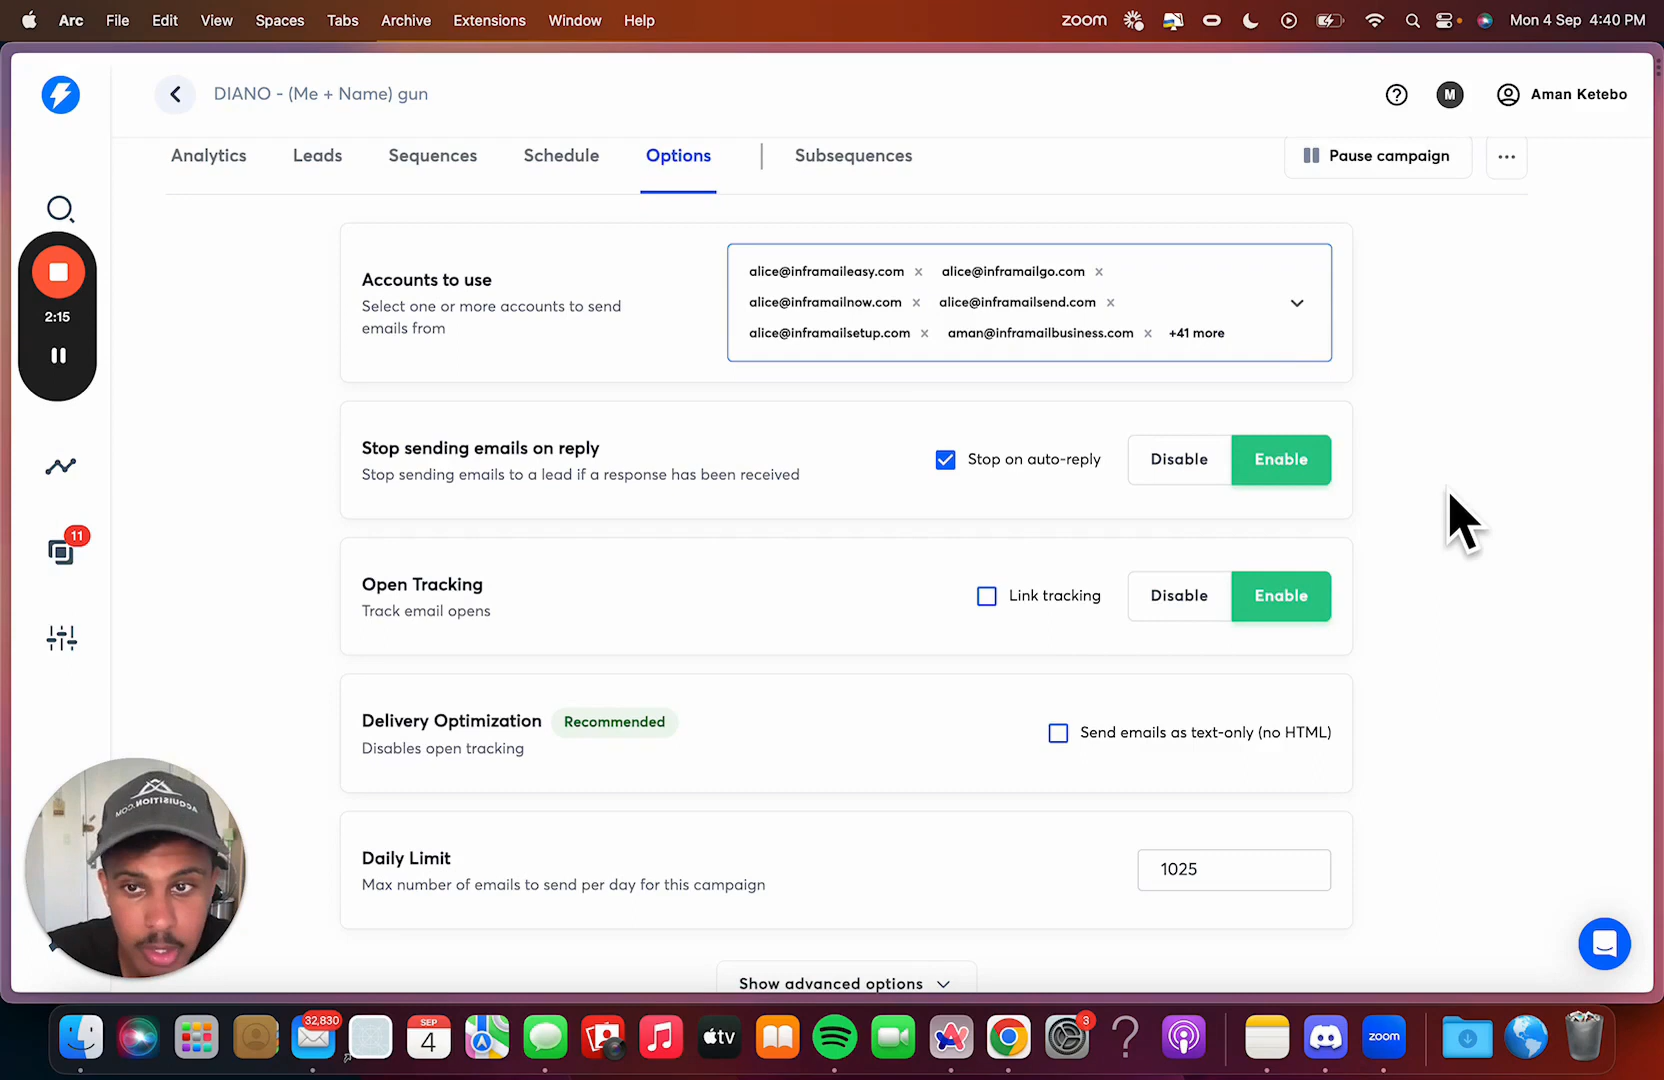 Arc File Edit View Spaces Tabs Archive Extensions Window Help zoom Mon 4 Sep 4:40 PM
DIANO - (Me + Name) gun
M Aman Ketebo
Analytics Leads Sequences Schedule Options | Subsequences Pause campaign
Accounts to use
Select one or more accounts to send
emails from
alice@inframaileasy.com × alice@inframailgo.com ×
alice@inframailnow.com × alice@inframailsend.com ×
alice@inframailsetup.com × aman@inframailbusiness.com × +41 more
2:15
Stop sending emails on reply
Stop sending emails to a lead if a response has been received
Stop on auto-reply Disable Enable
11
Open Tracking
Track email opens
Link tracking Disable Enable
Delivery Optimization Recommended
Disables open tracking
Send emails as text-only (no HTML)
Daily Limit
Max number of emails to send per day for this campaign
1025
ACQUISITION.COM
Show advanced options
32,830
SEP
4
tv
3
zoom